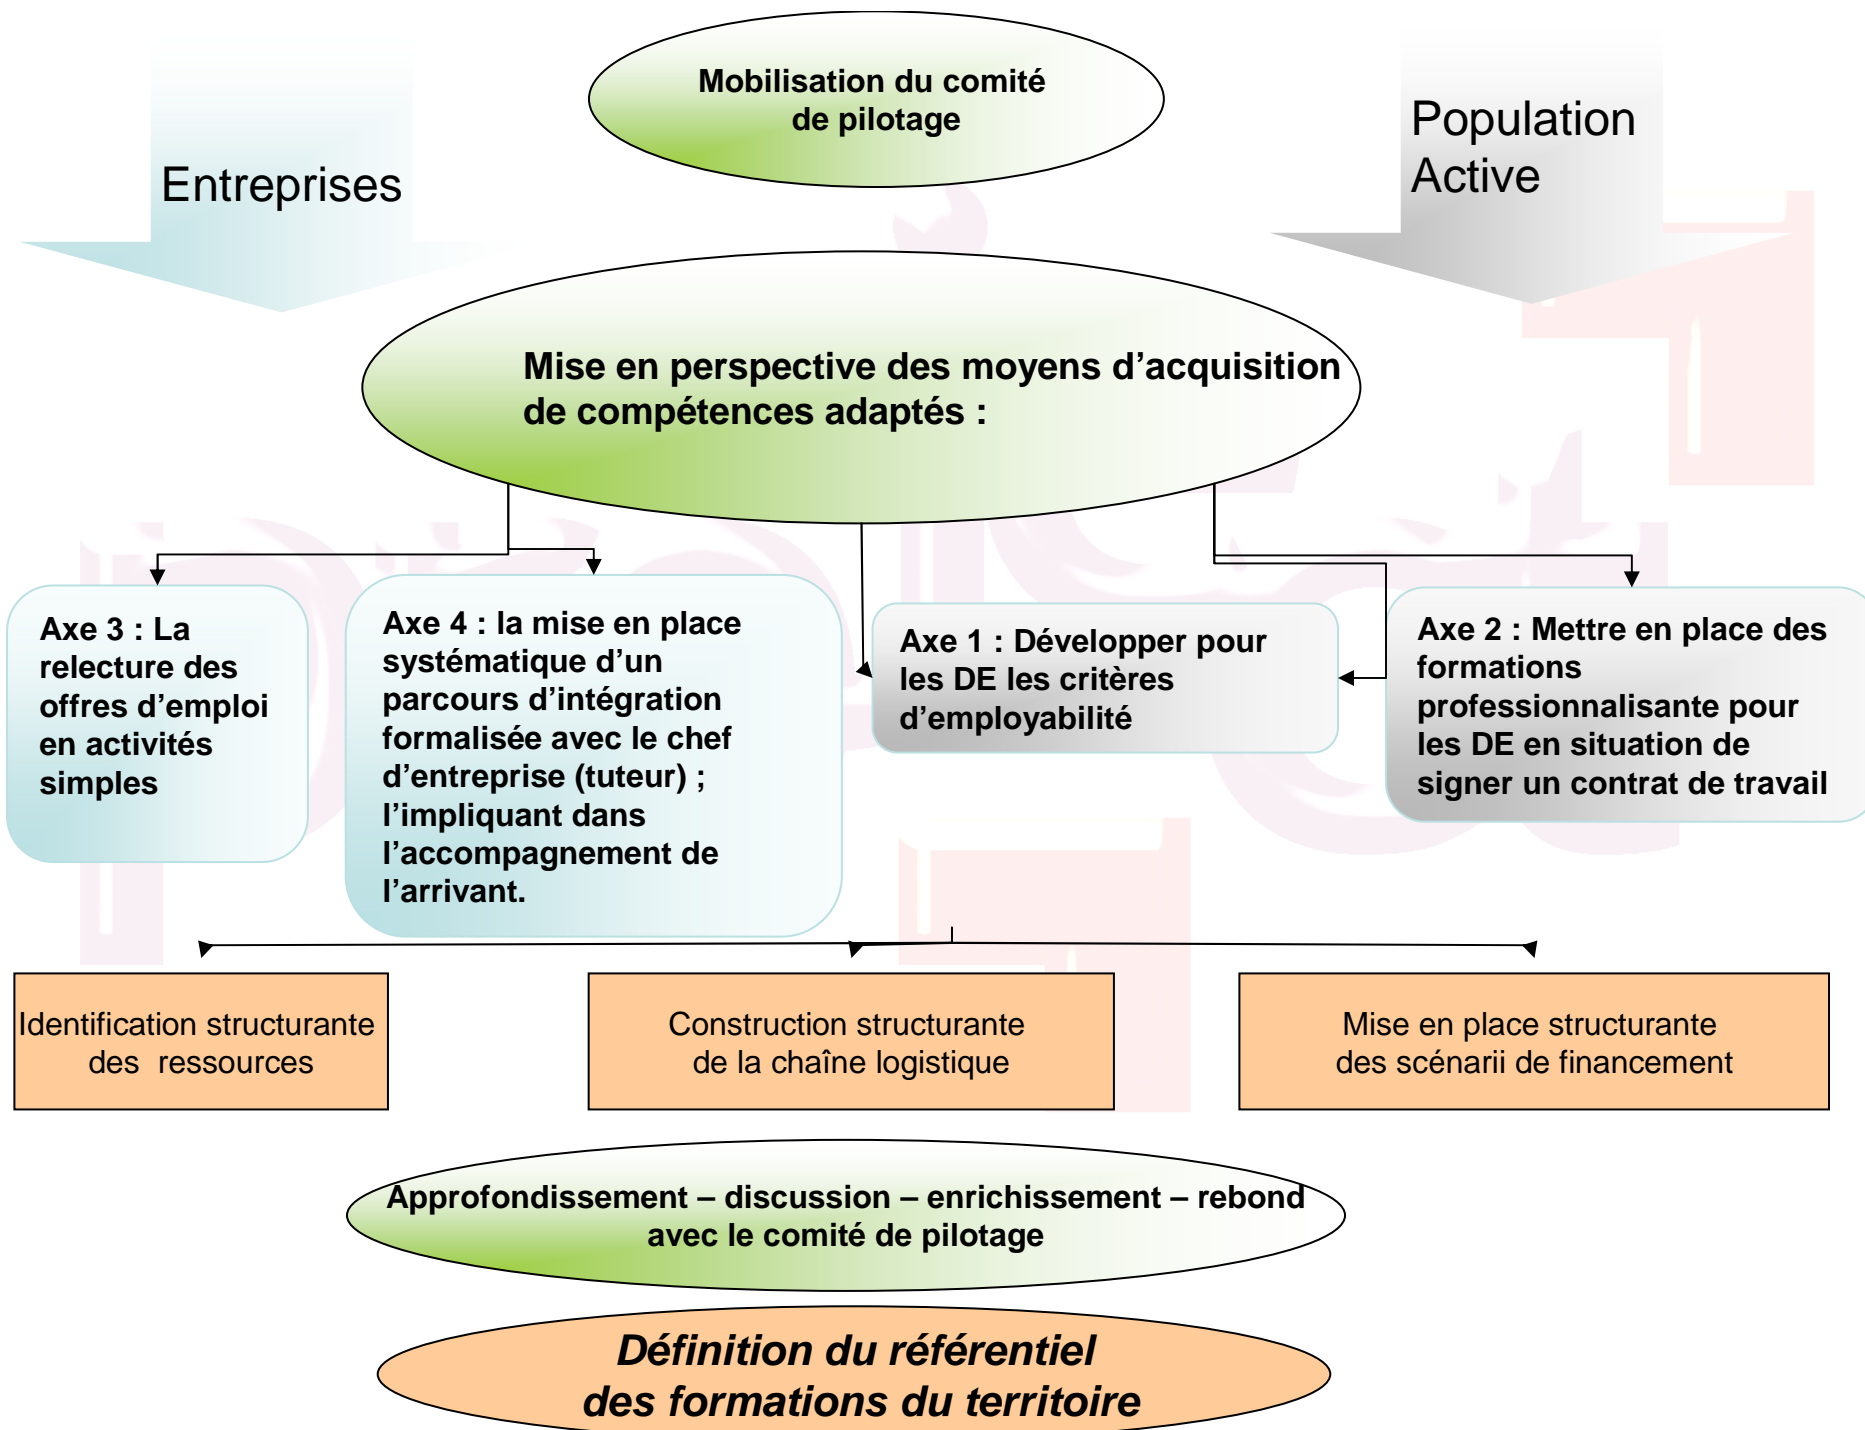 Mobilisation du comité
de pilotage
Entreprises
Population
Active
Mise en perspective des moyens d’acquisition
de compétences adaptés :
Axe 3 : La
relecture des
offres d’emploi
en activités
simples
Axe 4 : la mise en place
systématique d’un
parcours d’intégration
formalisée avec le chef
d’entreprise (tuteur) ;
l’impliquant dans
l’accompagnement de
l’arrivant.
Axe 1 : Développer pour
les DE les critères
d’employabilité
Axe 2 : Mettre en place des
formations
professionnalisante pour
les DE en situation de
signer un contrat de travail
Identification structurante
des  ressources
Construction structurante
de la chaîne logistique
Mise en place structurante
des scénarii de financement
Approfondissement – discussion – enrichissement – rebond
avec le comité de pilotage
Définition du référentiel
des formations du territoire